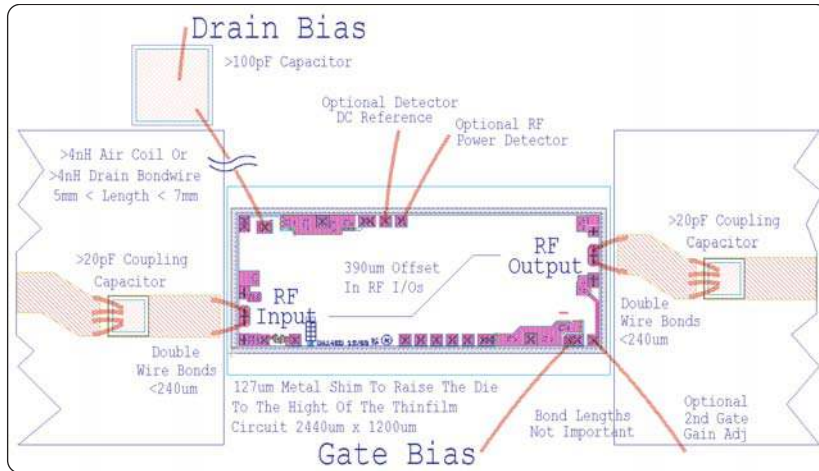 Drain Bias
>100pF Capacitor
Optional Detector
DC Reference
Optional RF
Power Detector
>4nH Air Coil Or
>4nH Drain Bondwire
5mm < Length < 7mm
>20pF Coupling
Capacitor
>20pF Coupling
Capacitor
RF
Output
390um Offset
In RF I/Os
RF
Input
Double
Wire Bonds
<240um
Double
Wire Bonds
<240um
127um Metal Shim To Raise The Die
To The Hight Of The Thinfilm
Circuit 2440um x 1200um
Bond Lengths
Not Important
Optional
2nd Gate
Gain Adj
Gate Bias